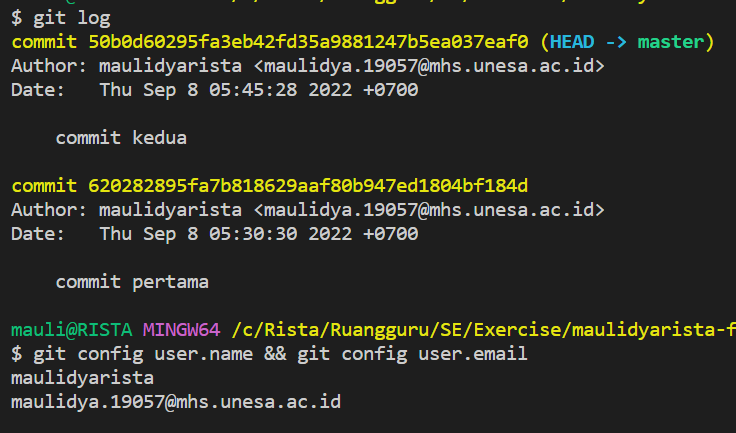 $ git log
commit 50b0d60295fa3eb42fd35a9881247b5ea037eaf0 (HEAD -> master)
Author: maulidyarista <maulidya.19057@mhs.unesa.ac.id>
Date:   Thu Sep 8 05:45:28 2022 +0700
    commit kedua
commit 620282895fa7b818629aaf80b947ed1804bf184d
Author: maulidyarista <maulidya.19057@mhs.unesa.ac.id>
Date:   Thu Sep 8 05:30:30 2022 +0700
    commit pertama
mauli@RISTA MINGW64 /c/Rista/Ruangguru/SE/Exercise/maulidyarista-f
$ git config user.name && git config user.email
maulidyarista
maulidya.19057@mhs.unesa.ac.id